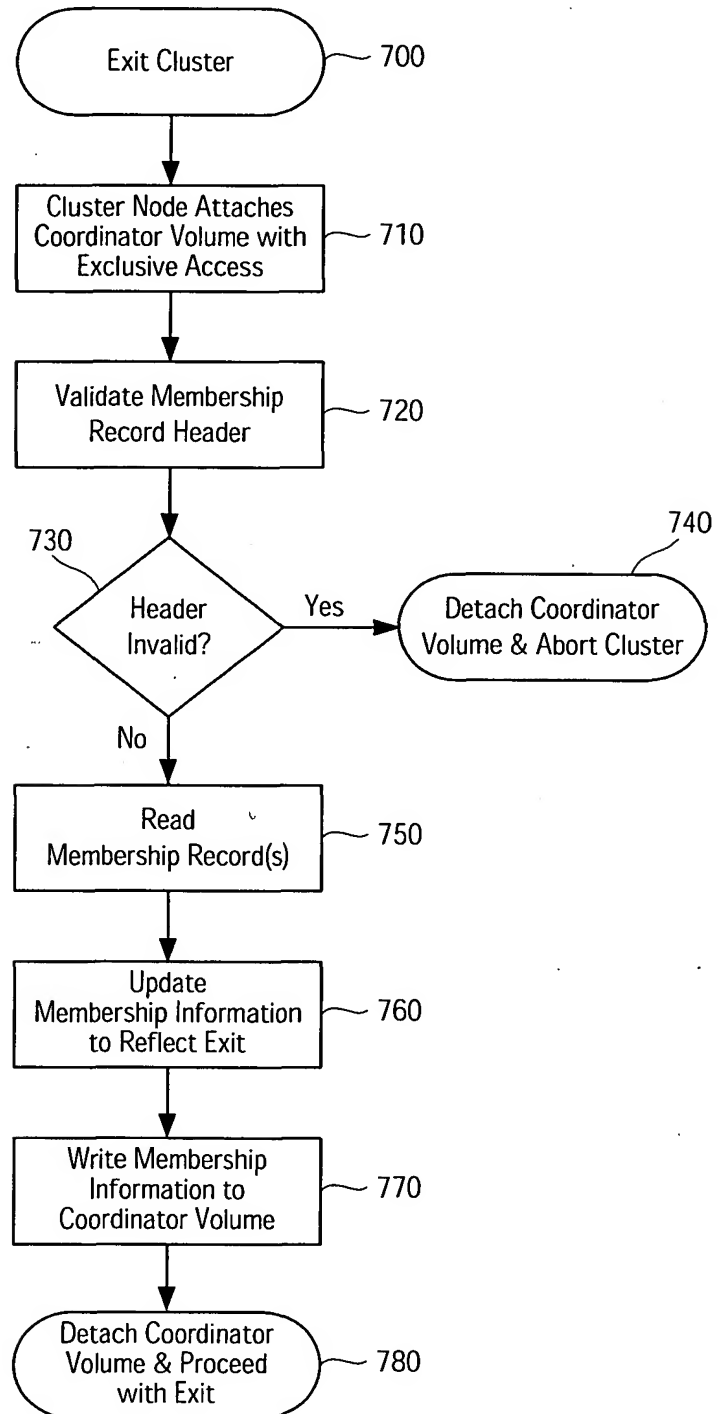 Exit Cluster
700
Cluster Node Attaches
Coordinator Volume with
Exclusive Access
710
Validate Membership
Record Header
720
730
Header
Invalid?
Yes
740
Detach Coordinator
Volume & Abort Cluster
No
Read
Membership Record(s)
750
Update
Membership Information
to Reflect Exit
760
Write Membership
Information to
Coordinator Volume
770
Detach Coordinator
Volume & Proceed
with Exit
780